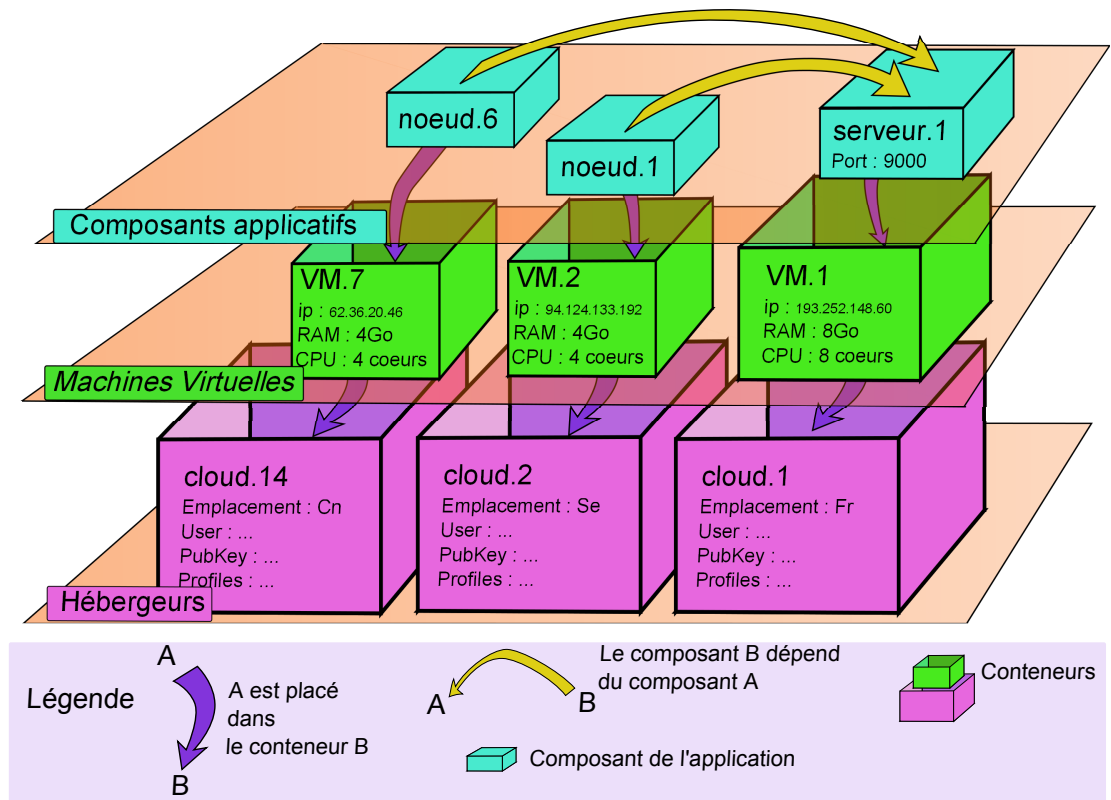 noeud.6
noeud.1
serveur.1
Port : 9000
Composants applicatifs
VM.7
ip : 62.36.20.46
RAM : 4Go
CPU : 4 coeurs
VM.2
ip : 94.124.133.192
RAM : 4Go
CPU : 4 coeurs
VM.1
ip : 193.252.148.60
RAM : 8Go
CPU : 8 coeurs
Machines Virtuelles
cloud.14
Emplacement : Cn
User : ...
PubKey : ...
Profiles : ...
cloud.2
Emplacement : Se
User : ...
PubKey : ...
Profiles : ...
cloud.1
Emplacement : Fr
User : ...
PubKey : ...
Profiles : ...
Hébergeurs
Légende
A
A est placé
dans
le conteneur B
B
A
B
Le composant B dépend
du composant A
Composant de l'application
Conteneurs